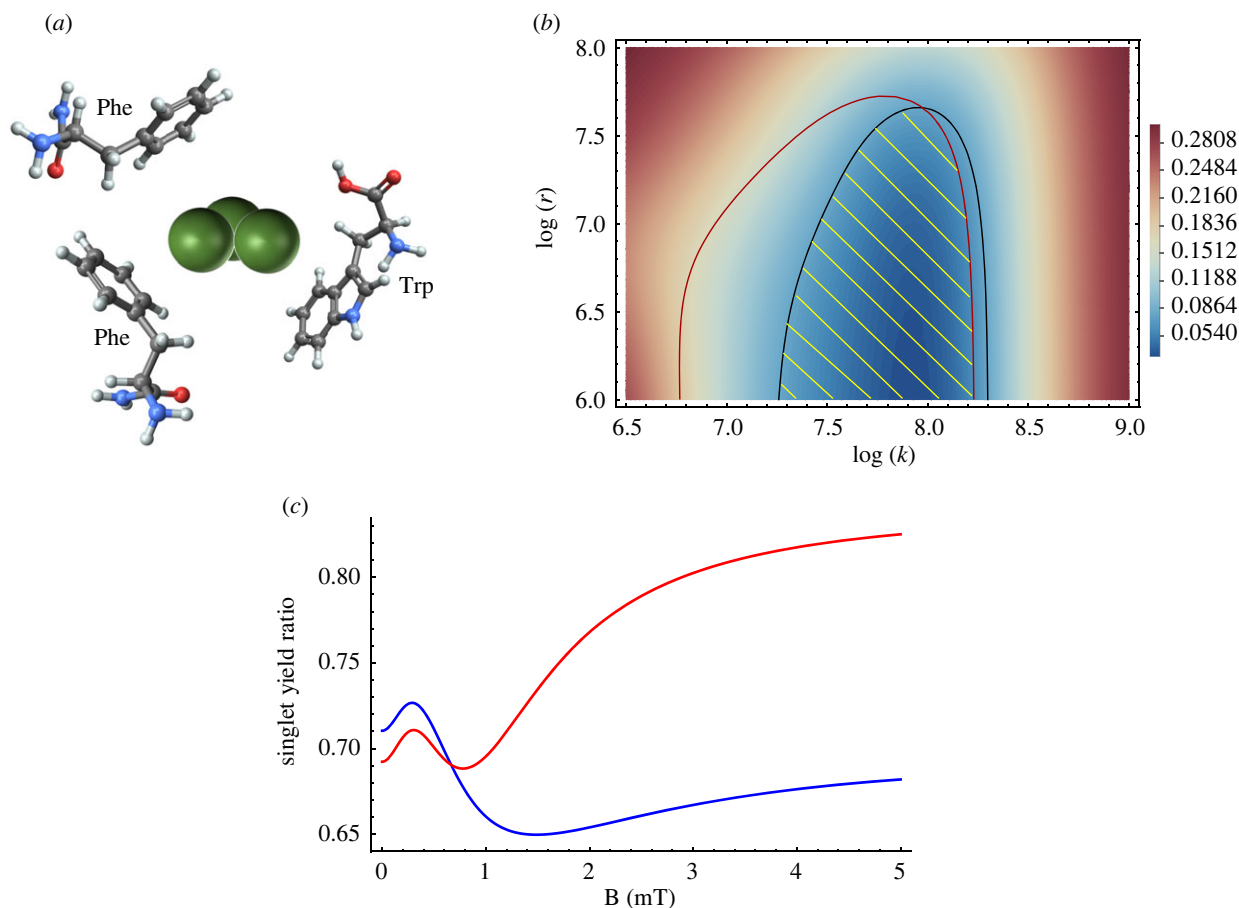 (a)
Phe
Phe
Trp
(b)
log (r)
8.0
7.5
7.0
6.5
6.0
6.5 7.0 7.5 8.0 8.5 9.0
log (k)
0.2808
0.2484
0.2160
0.1836
0.1512
0.1188
0.0864
0.0540
(c)
singlet yield ratio
0.80
0.75
0.70
0.65
0 1 2 3 4 5
B (mT)